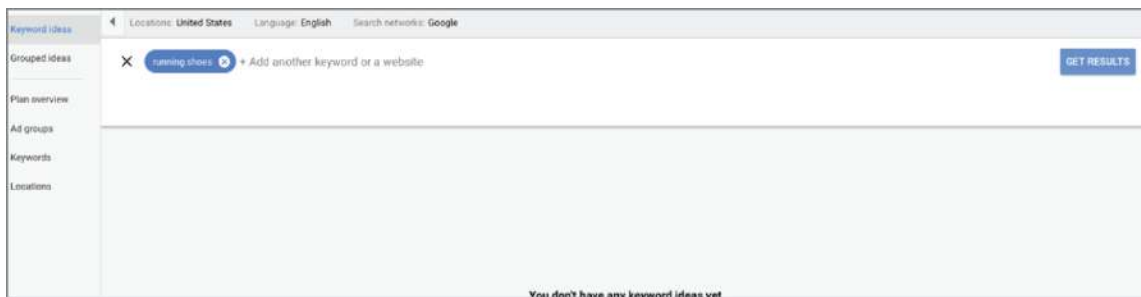 Keyword ideas
Grouped ideas
Plan overview
Ad groups
Keywords
Locations
Locations: United States Language: English Search networks: Google
running shoes + Add another keyword or a website
GET RESULTS
You don't have any keyword ideas yet